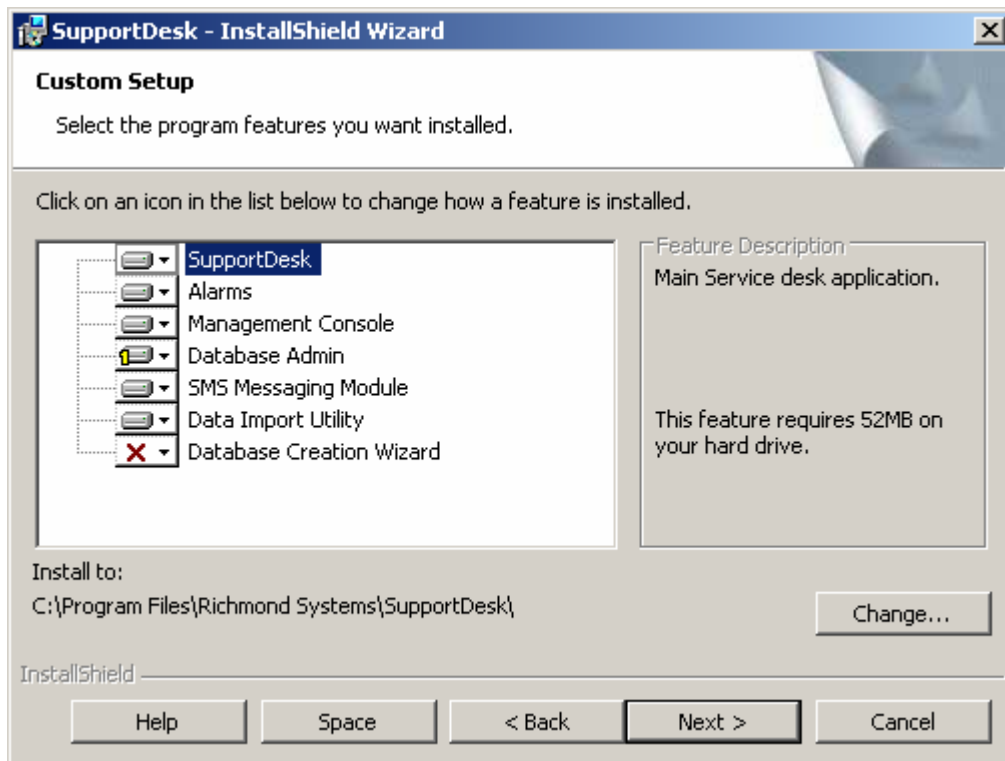 SupportDesk - InstallShield Wizard
Custom Setup
Select the program features you want installed.
Click on an icon in the list below to change how a feature is installed.
SupportDesk
Alarms
Management Console
1 Database Admin
SMS Messaging Module
Data Import Utility
Database Creation Wizard
Feature Description
Main Service desk application.
This feature requires 52MB on
your hard drive.
Install to:
C:\Program Files\Richmond Systems\SupportDesk\
Change...
InstallShield
Help Space < Back Next > Cancel